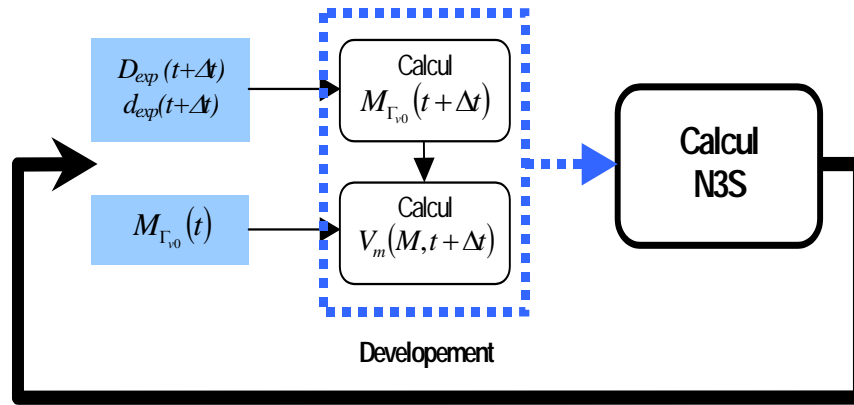 D_exp (t+Δt)
d_exp(t+Δt)
Calcul
M_Γv0 (t + Δt)
M_Γv0 (t)
Calcul
V_m (M, t + Δt)
Calcul
N3S
Developement